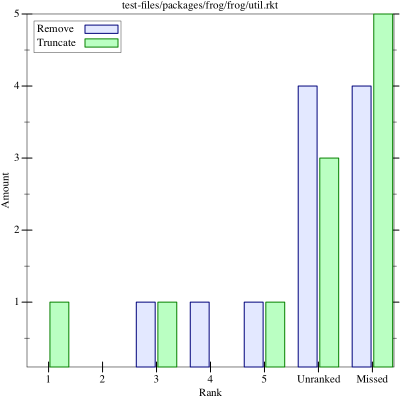 test-files/packages/frog/frog/util.rkt
Remove
Truncate
5
4
3
2
1
Amount
1 2 3 4 5 Unranked Missed
Rank